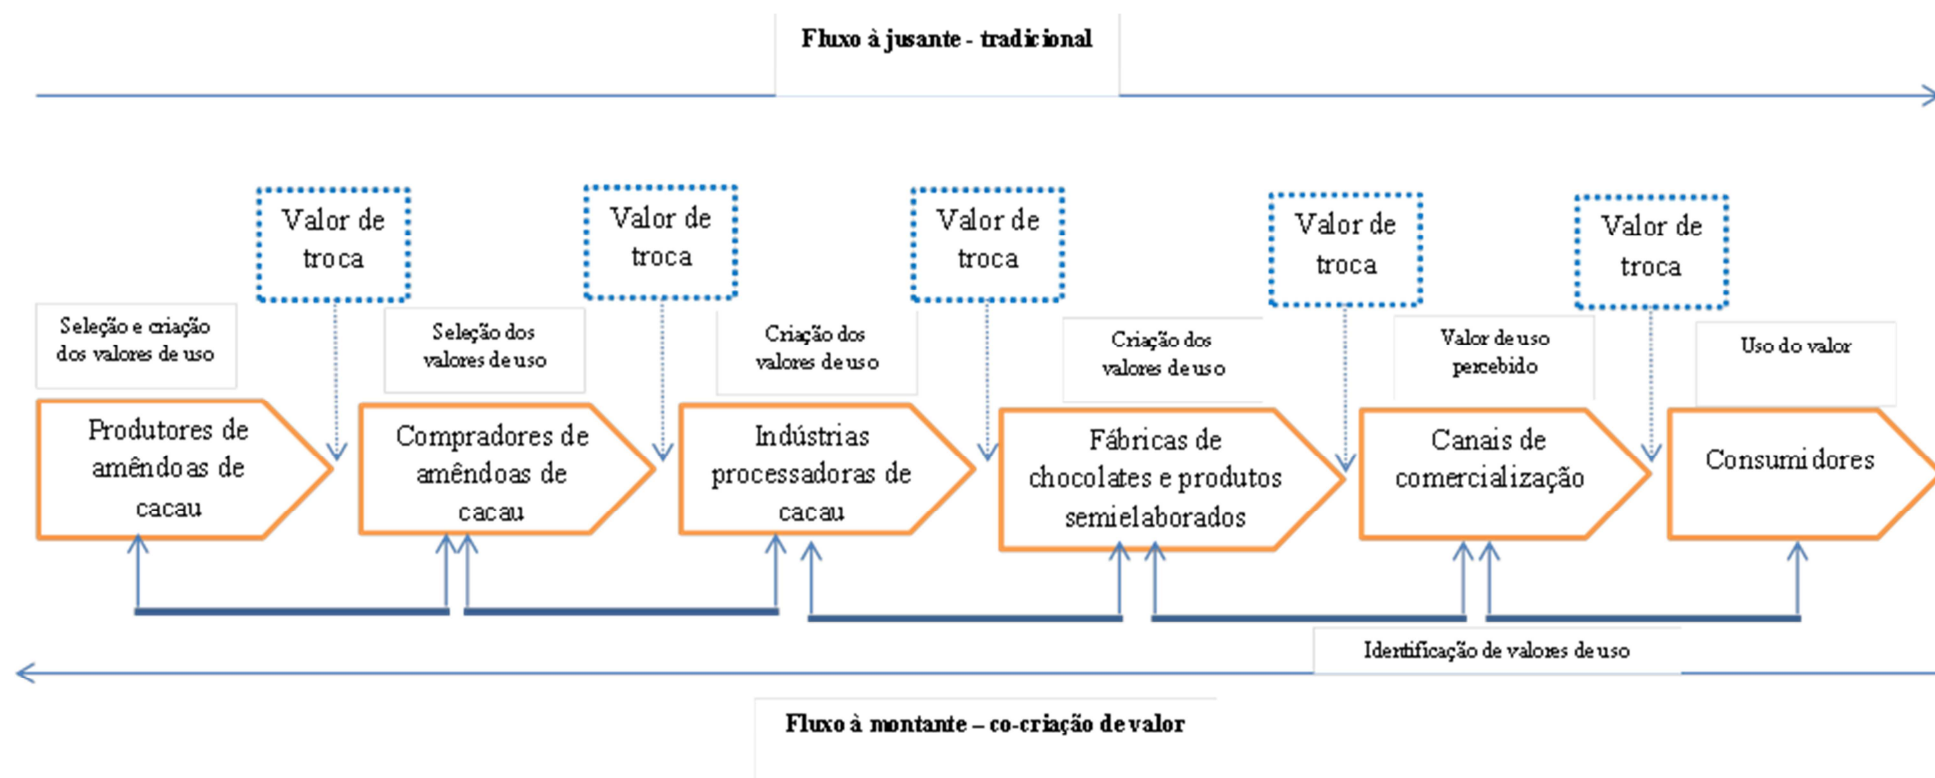 Fluxo à jusante - tradicional
Valor de
troca
Valor de
troca
Valor de
troca
Valor de
troca
Valor de
troca
Seleção e criação
dos valores de uso
Seleção dos
valores de uso
Criação dos
valores de uso
Criação dos
valores de uso
Valor de uso
percebido
Uso do valor
Produtores de
amêndoas de
cacau
Compradores de
amêndoas de
cacau
Indústrias
processadoras de
cacau
Fábricas de
chocolates e produtos
semielaborados
Canais de
comercialização
Consumidores
Identificação de valores de uso
Fluxo à montante – co-criação de valor